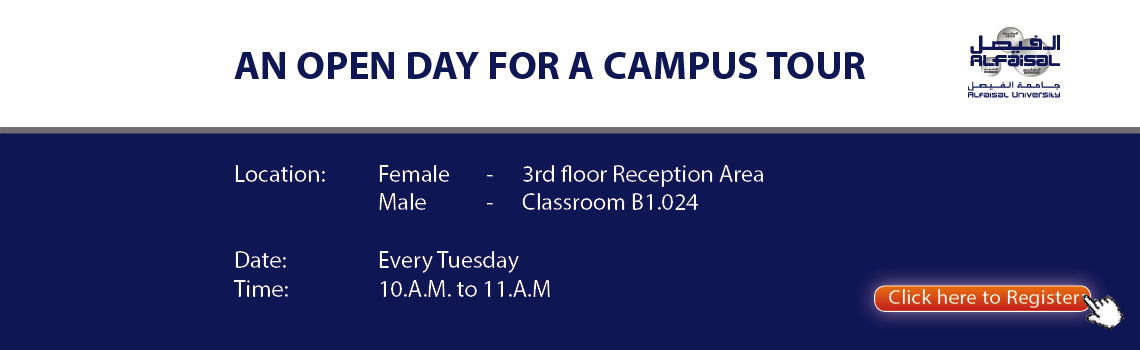 AN OPEN DAY FOR A CAMPUS TOUR
الفيصل
ALFAISAL
جامعة الفيصل
ALFAISAL UNIVERSITY
Location: Female - 3rd floor Reception Area
Male - Classroom B1.024
Date: Every Tuesday
Time: 10.A.M. to 11.A.M
Click here to Register